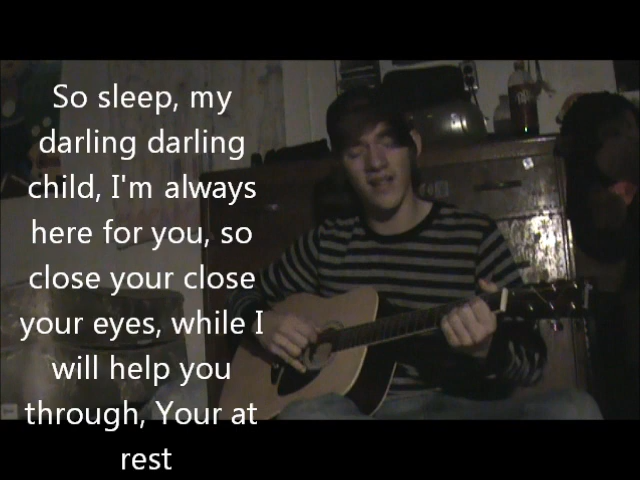 So sleep, my
darling darling
child, I'm always
here for you, so
close your close
your eyes, while I
will help you
through, Your at
rest